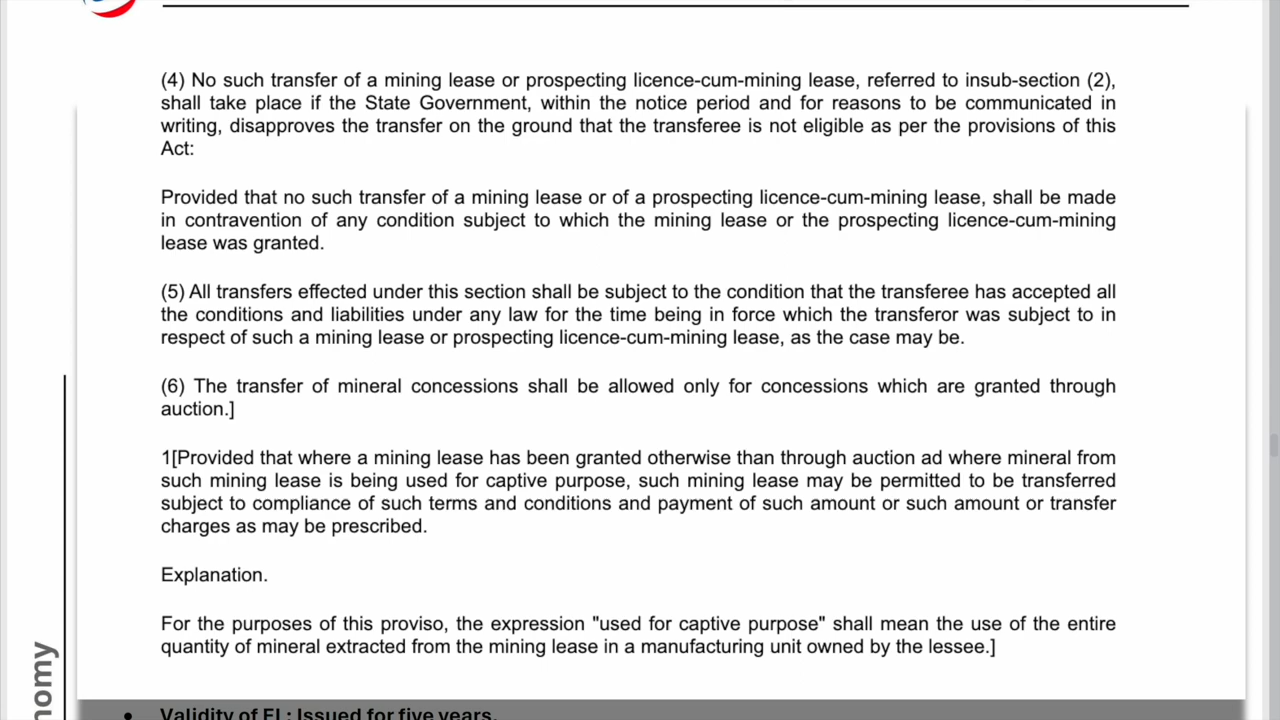 (4) No such transfer of a mining lease or prospecting licence-cum-mining lease, referred to insub-section (2),
shall take place if the State Government, within the notice period and for reasons to be communicated in
writing, disapproves the transfer on the ground that the transferee is not eligible as per the provisions of this
Act:
Provided that no such transfer of a mining lease or of a prospecting licence-cum-mining lease, shall be made
in contravention of any condition subject to which the mining lease or the prospecting licence-cum-mining
lease was granted.
(5) All transfers effected under this section shall be subject to the condition that the transferee has accepted all
the conditions and liabilities under any law for the time being in force which the transferor was subject to in
respect of such a mining lease or prospecting licence-cum-mining lease, as the case may be.
(6) The transfer of mineral concessions shall be allowed only for concessions which are granted through
auction.]
1[Provided that where a mining lease has been granted otherwise than through auction ad where mineral from
such mining lease is being used for captive purpose, such mining lease may be permitted to be transferred
subject to compliance of such terms and conditions and payment of such amount or such amount or transfer
charges as may be prescribed.
Explanation.
For the purposes of this proviso, the expression "used for captive purpose" shall mean the use of the entire
quantity of mineral extracted from the mining lease in a manufacturing unit owned by the lessee.]
nomy
• Validity of EL: Issued for five years.